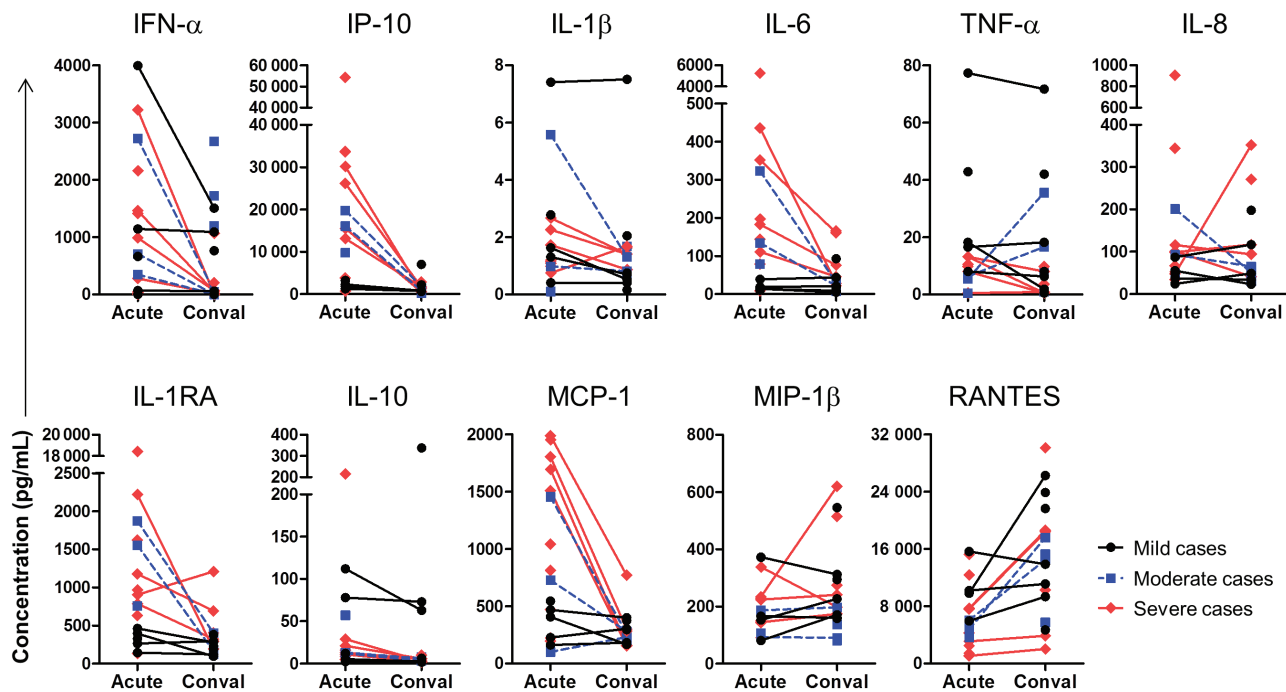 IFN-α IP-10 IL-1β IL-6 TNF-α IL-8
4000 3000 2000 1000 0
60 000 50 000 40 000 40 000 30 000 20 000 10 000 0
8 6 4 2 0
6000 4000 500 400 300 200 100 0
80 60 40 20 0
1000 800 600 400 300 200 100 0
Acute Conval Acute Conval Acute Conval Acute Conval Acute Conval Acute Conval
IL-1RA IL-10 MCP-1 MIP-1β RANTES
20 000 18 000 2500 2000 1500 1000 500 0
400 300 200 200 150 100 50 0
2000 1500 1000 500 0
800 600 400 200 0
32 000 24 000 16 000 8 000 0
Acute Conval Acute Conval Acute Conval Acute Conval Acute Conval
Concentration (pg/mL)
Mild cases
Moderate cases
Severe cases